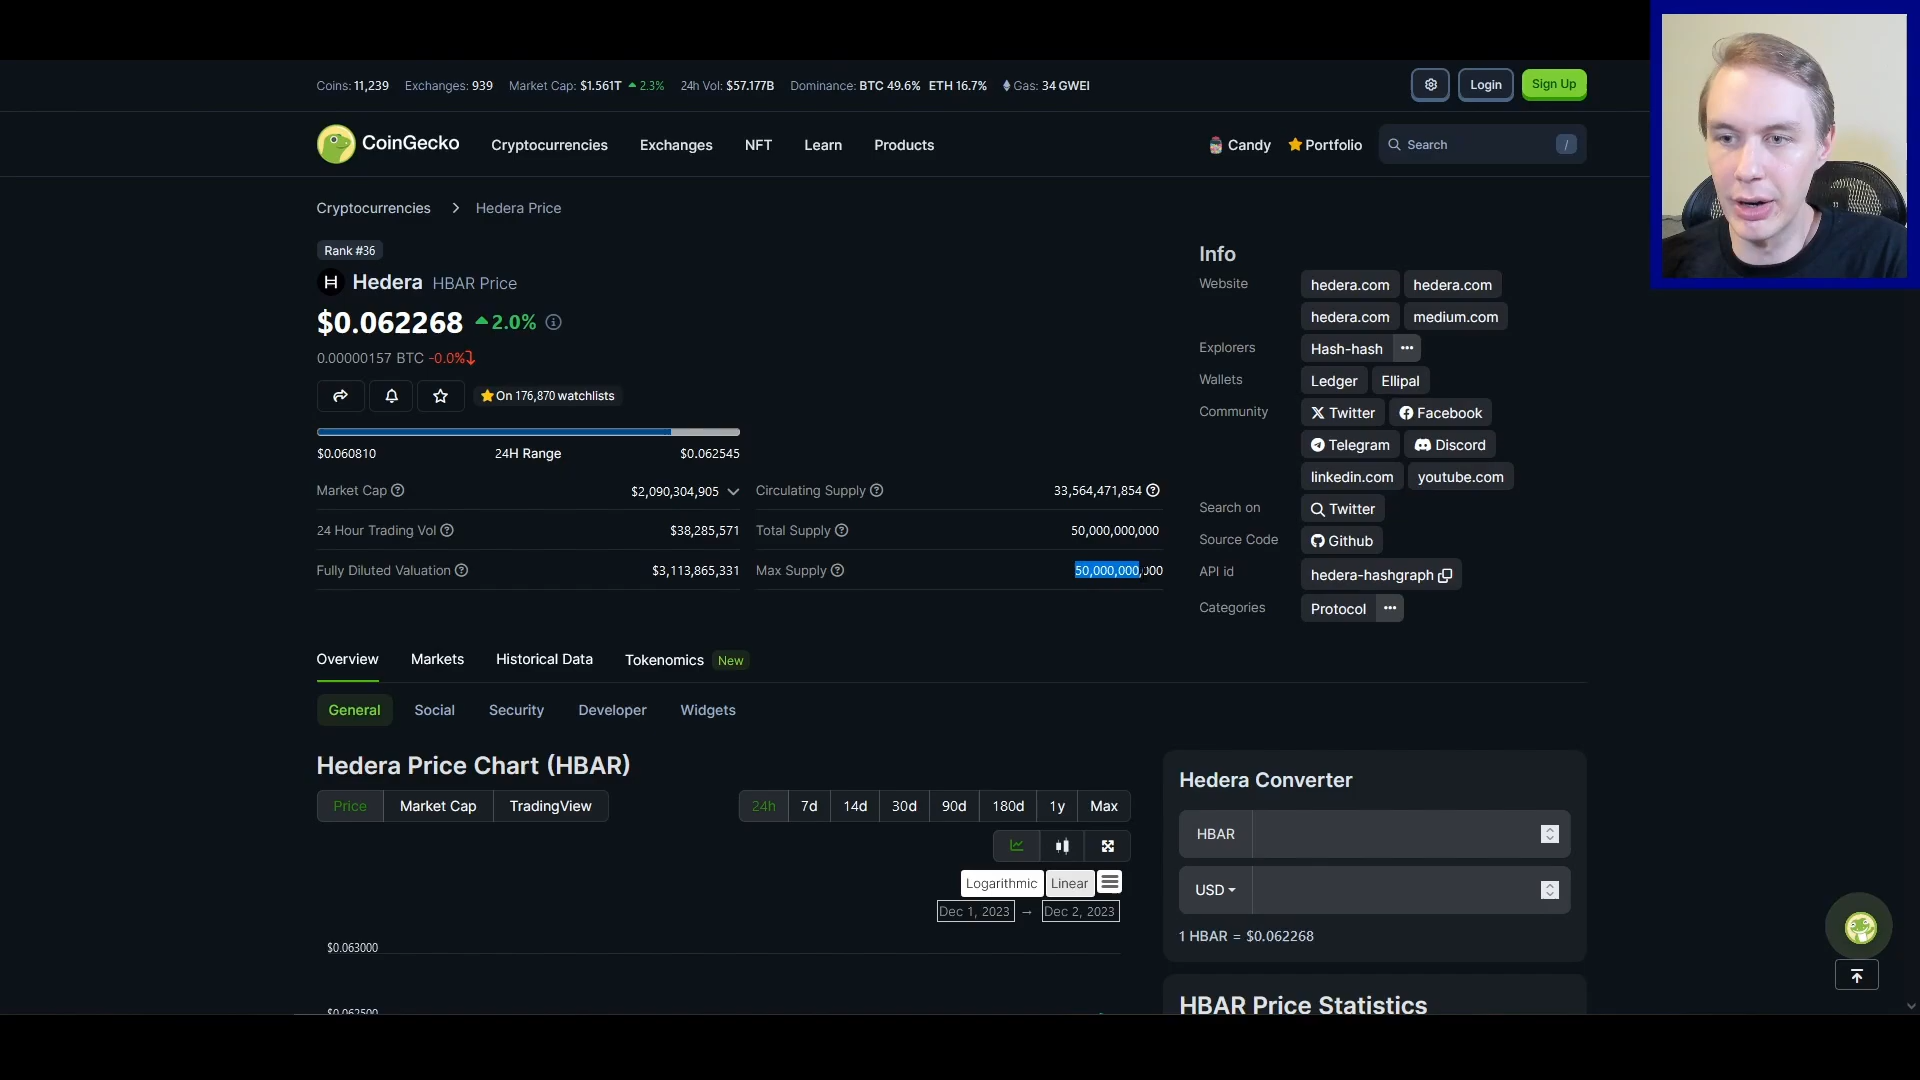 Coins: 11,239 Exchanges: 939 Market Cap: $1.561T 2.3% 24h Vol: $57.177B Dominance: BTC 49.6% ETH 16.7% Gas: 34 GWEI
Login Sign Up
CoinGecko Cryptocurrencies Exchanges NFT Learn Products Candy Portfolio Search /
Cryptocurrencies > Hedera Price
Rank #36
Hedera HBAR Price
$0.062268 2.0%
0.00000157 BTC -0.0%
On 176,870 watchlists
$0.060810 24H Range $0.062545
Market Cap $2,090,304,905
24 Hour Trading Vol $38,285,571
Fully Diluted Valuation $3,113,865,331
Circulating Supply 33,564,471,854
Total Supply 50,000,000,000
Max Supply 50,000,000,000
Info
Website hedera.com hedera.com
hedera.com medium.com
Explorers Hash-hash
Wallets Ledger Ellipal
Community Twitter Facebook
Telegram Discord
linkedin.com youtube.com
Search on Twitter
Source Code Github
API id hedera-hashgraph
Categories Protocol
Overview Markets Historical Data Tokenomics New
General Social Security Developer Widgets
Hedera Price Chart (HBAR)
Price Market Cap TradingView
24h 7d 14d 30d 90d 180d 1y Max
Logarithmic Linear
Dec 1, 2023 → Dec 2, 2023
$0.063000
$0.062500
Hedera Converter
HBAR
USD
1 HBAR = $0.062268
HBAR Price Statistics